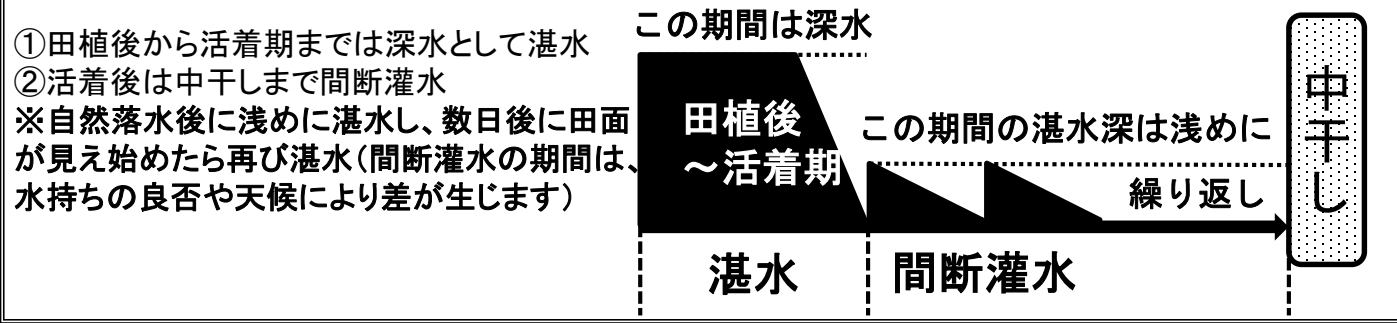 ①田植後から活着期までは深水として湛水
②活着後は中干しまで間断灌水
※自然落水後に浅めに湛水し、数日後に田面
が見え始めたら再び湛水(間断灌水の期間は、
水持ちの良否や天候により差が生じます)
この期間は深水
田植後
～活着期
この期間の湛水深は浅めに
繰り返し
中干し
湛水
間断灌水